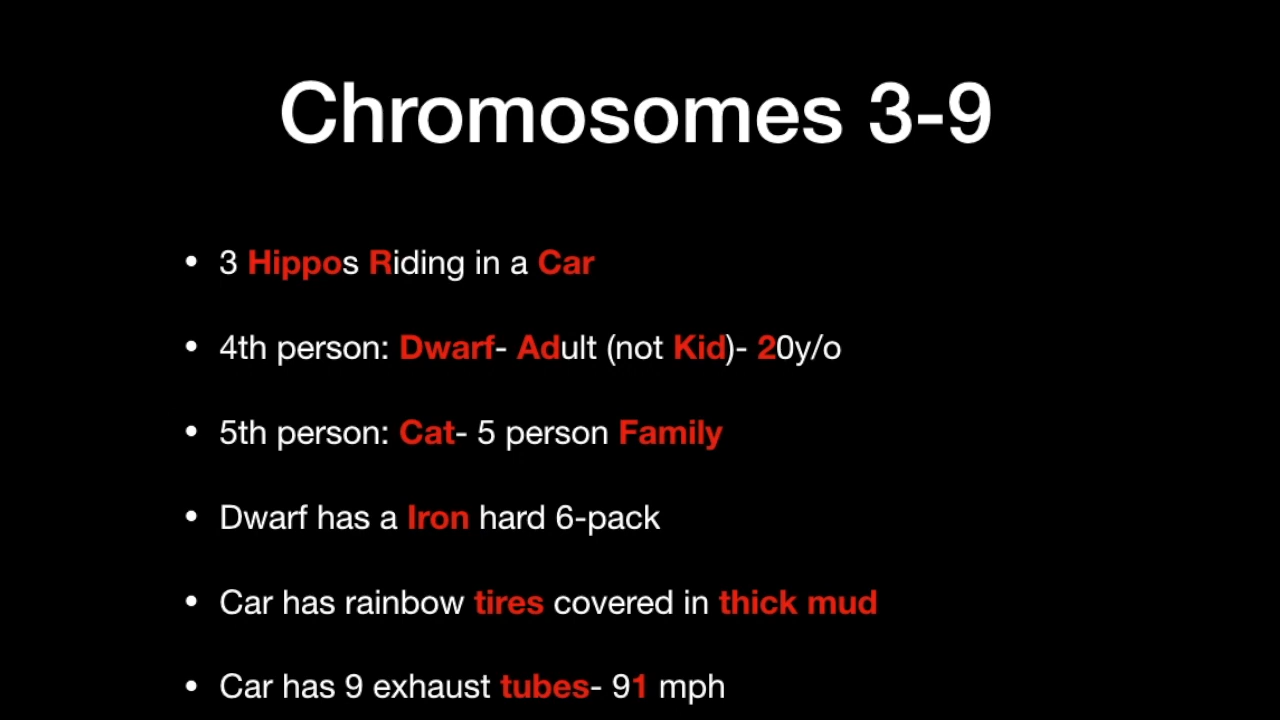 Chromosomes 3-9
• 3 Hippos Riding in a Car
• 4th person: Dwarf- Adult (not Kid)- 20y/o
• 5th person: Cat- 5 person Family
• Dwarf has a Iron hard 6-pack
• Car has rainbow tires covered in thick mud
• Car has 9 exhaust tubes- 91 mph